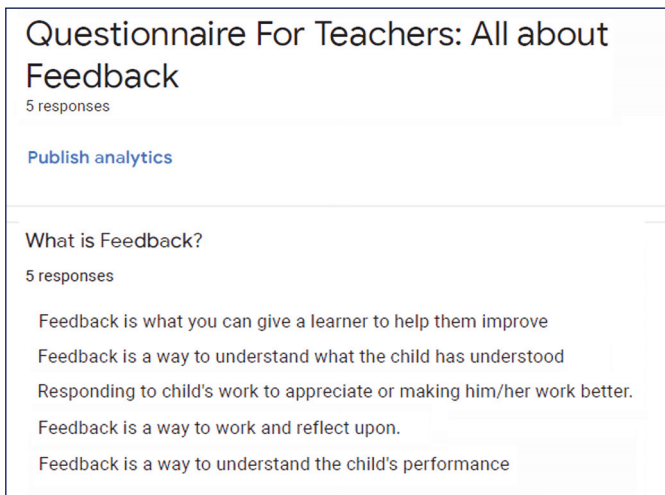 Questionnaire For Teachers: All about
Feedback
5 responses
Publish analytics
What is Feedback?
5 responses
Feedback is what you can give a learner to help them improve
Feedback is a way to understand what the child has understood
Responding to child's work to appreciate or making him/her work better.
Feedback is a way to work and reflect upon.
Feedback is a way to understand the child's performance